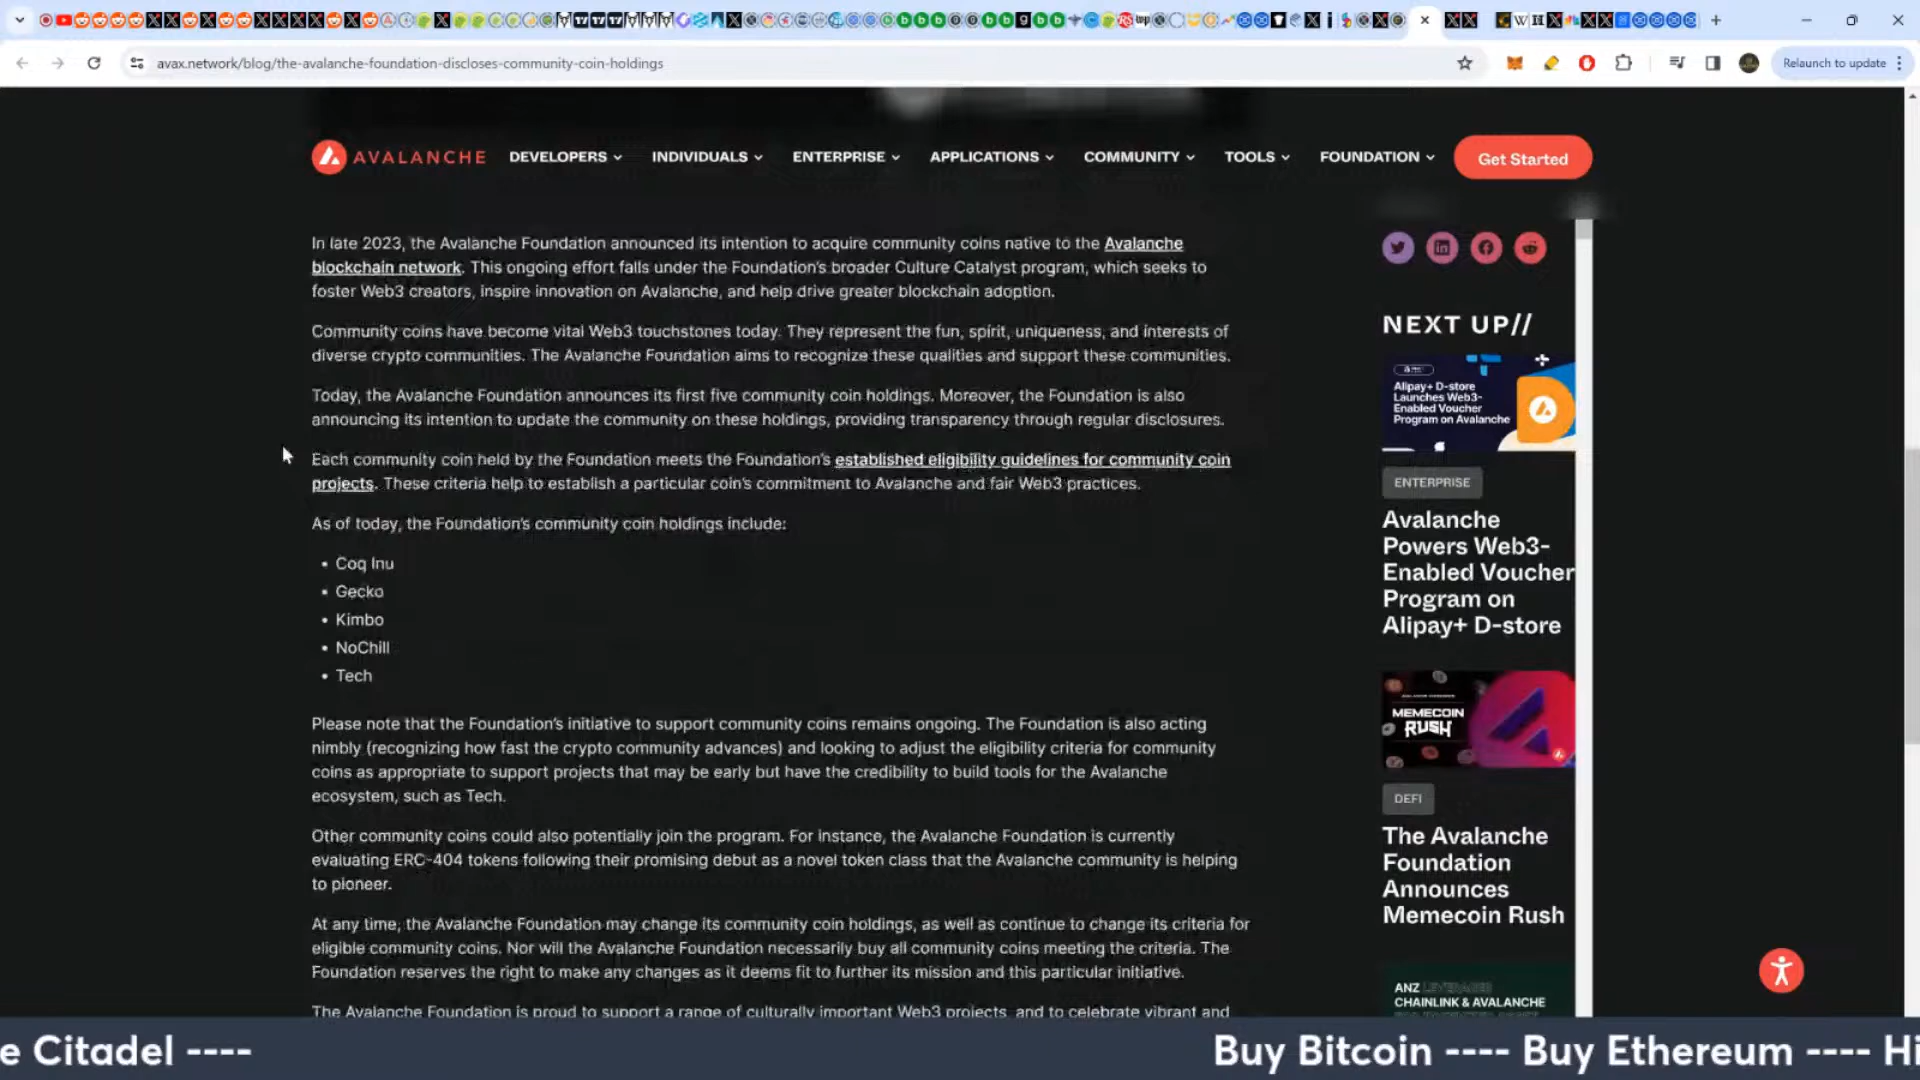 avax.network/blog/the-avalanche-foundation-discloses-community-coin-holdings
Relaunch to update
AVALANCHE
DEVELOPERS
INDIVIDUALS
ENTERPRISE
APPLICATIONS
COMMUNITY
TOOLS
FOUNDATION
Get Started
In late 2023, the Avalanche Foundation announced its intention to acquire community coins native to the Avalanche
blockchain network. This ongoing effort falls under the Foundation's broader Culture Catalyst program, which seeks to
foster Web3 creators, inspire innovation on Avalanche, and help drive greater blockchain adoption.
Community coins have become vital Web3 touchstones today. They represent the fun, spirit, uniqueness, and interests of
diverse crypto communities. The Avalanche Foundation aims to recognize these qualities and support these communities.
Today, the Avalanche Foundation announces its first five community coin holdings. Moreover, the Foundation is also
announcing its intention to update the community on these holdings, providing transparency through regular disclosures.
Each community coin held by the Foundation meets the Foundation's established eligibility guidelines for community coin
projects. These criteria help to establish a particular coin's commitment to Avalanche and fair Web3 practices.
As of today, the Foundation's community coin holdings include:
• Coq Inu
• Gecko
• Kimbo
• NoChill
• Tech
Please note that the Foundation's initiative to support community coins remains ongoing. The Foundation is also acting
nimbly (recognizing how fast the crypto community advances) and looking to adjust the eligibility criteria for community
coins as appropriate to support projects that may be early but have the credibility to build tools for the Avalanche
ecosystem, such as Tech.
Other community coins could also potentially join the program. For instance, the Avalanche Foundation is currently
evaluating ERC-404 tokens following their promising debut as a novel token class that the Avalanche community is helping
to pioneer.
At any time, the Avalanche Foundation may change its community coin holdings, as well as continue to change its criteria for
eligible community coins. Nor will the Avalanche Foundation necessarily buy all community coins meeting the criteria. The
Foundation reserves the right to make any changes as it deems fit to further its mission and this particular initiative.
The Avalanche Foundation is proud to support a range of culturally important Web3 projects, and to celebrate vibrant and
NEXT UP//
Alipay+ D-store
Launches Web3-
Enabled Voucher
Program on Avalanche
ENTERPRISE
Avalanche
Powers Web3-
Enabled Voucher
Program on
Alipay+ D-store
MEMECOIN
RUSH
DEFI
The Avalanche
Foundation
Announces
Memecoin Rush
ANZ LEVERAGES
CHAINLINK & AVALANCHE
e Citadel ----
Buy Bitcoin ---- Buy Ethereum ---- Hi